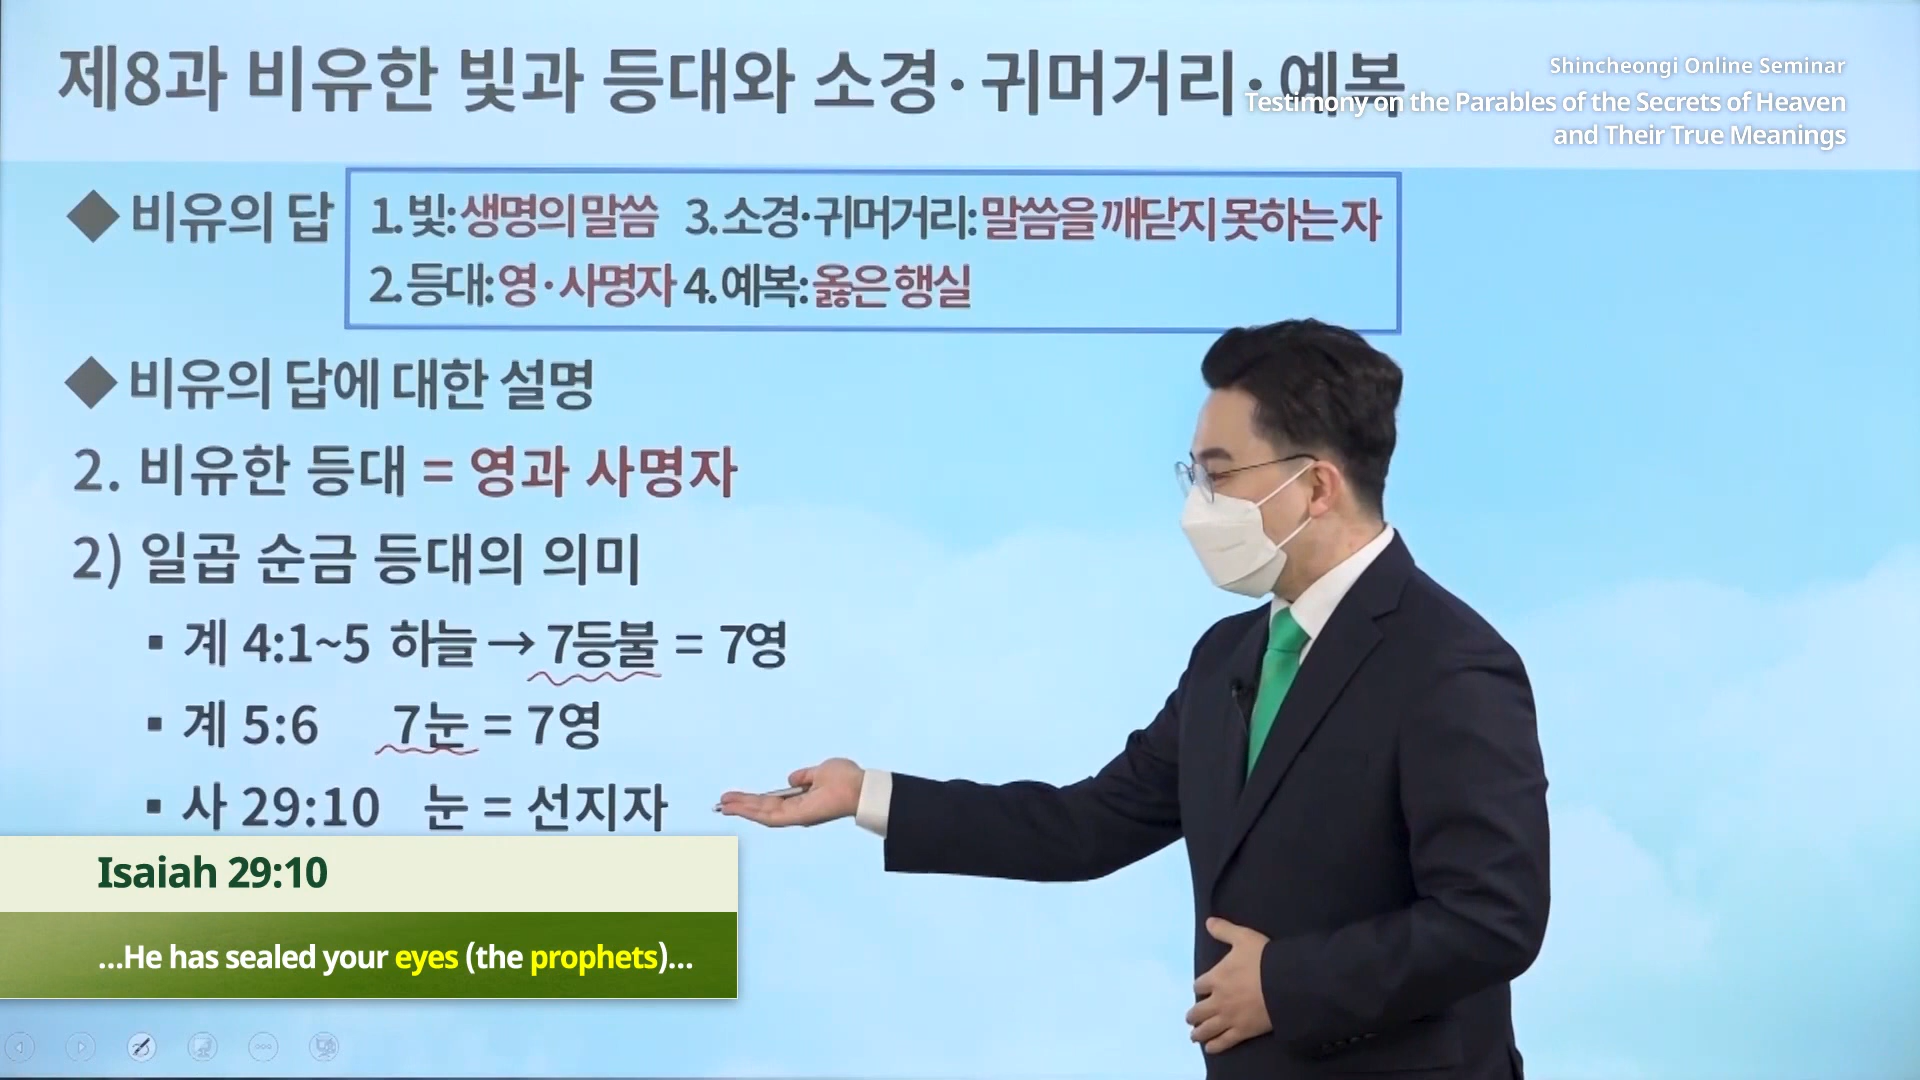 제8과 비유한 빛과 등대와 소경·귀머거리·예복
Shincheongi Online Seminar
Testimony on the Parables of the Secrets of Heaven
and Their True Meanings
◆ 비유의 답
1. 빛: 생명의 말씀 3. 소경·귀머거리: 말씀을 깨닫지 못하는 자
2. 등대: 영·사명자 4. 예복: 옳은 행실
◆ 비유의 답에 대한 설명
2. 비유한 등대 = 영과 사명자
2) 일곱 순금 등대의 의미
▪ 계 4:1~5 하늘 → 7등불 = 7영
▪ 계 5:6 7눈 = 7영
▪ 사 29:10 눈 = 선지자
Isaiah 29:10
...He has sealed your eyes (the prophets)...